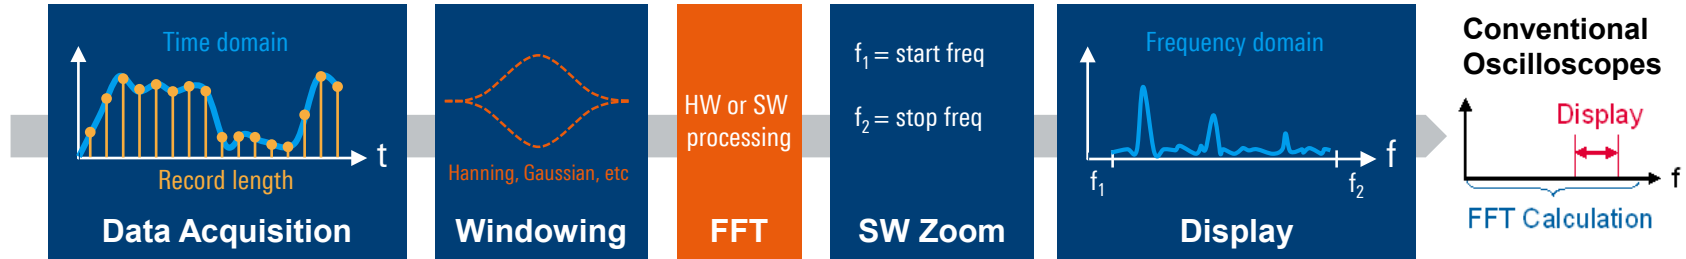 Time domain
t
Record length
Data Acquisition
Hanning, Gaussian, etc
Windowing
HW or SW
processing
FFT
f1 = start freq
f2 = stop freq
SW Zoom
Frequency domain
f
f1
f2
Display
Conventional
Oscilloscopes
Display
f
FFT Calculation